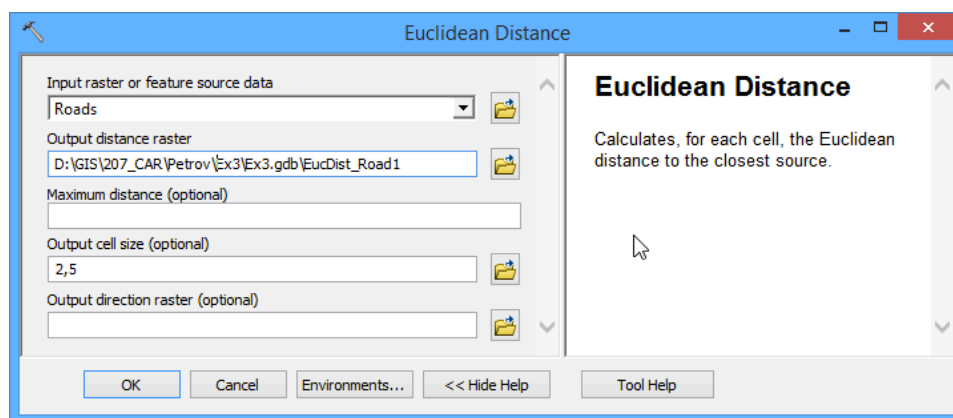 Euclidean Distance
Input raster or feature source data
Roads
Output distance raster
D:\GIS\207_CAR\Petrov\Ex3\Ex3.gdb\EucDist_Road1
Maximum distance (optional)
Output cell size (optional)
2,5
Output direction raster (optional)
Euclidean Distance
Calculates, for each cell, the Euclidean
distance to the closest source.
OK
Cancel
Environments...
<< Hide Help
Tool Help